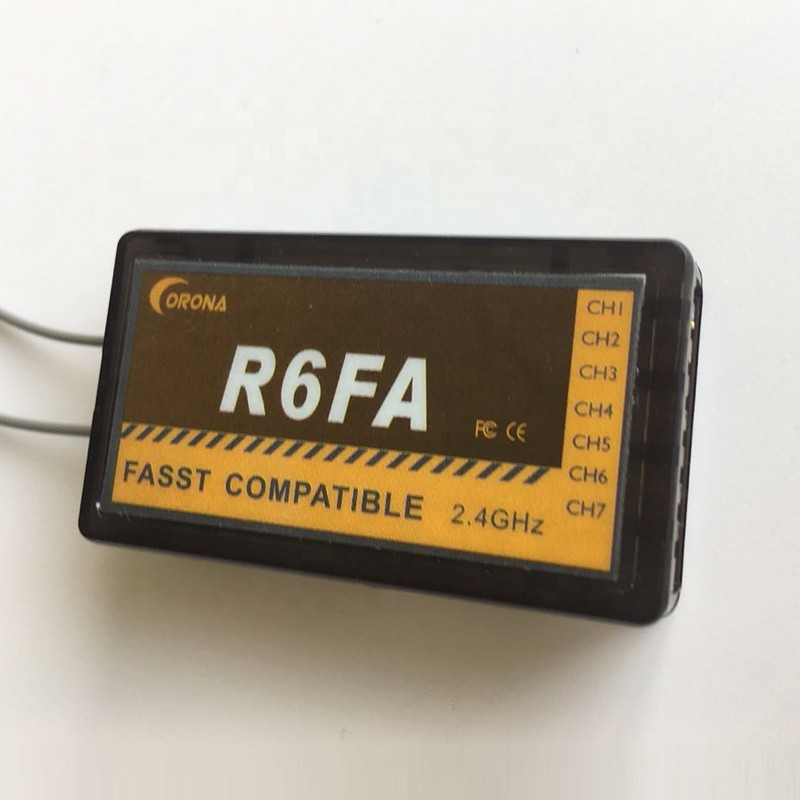 CORONA
R6FA
FC CE
FASST COMPATIBLE 2.4GHz
CH1
CH2
CH3
CH4
CH5
CH6
CH7